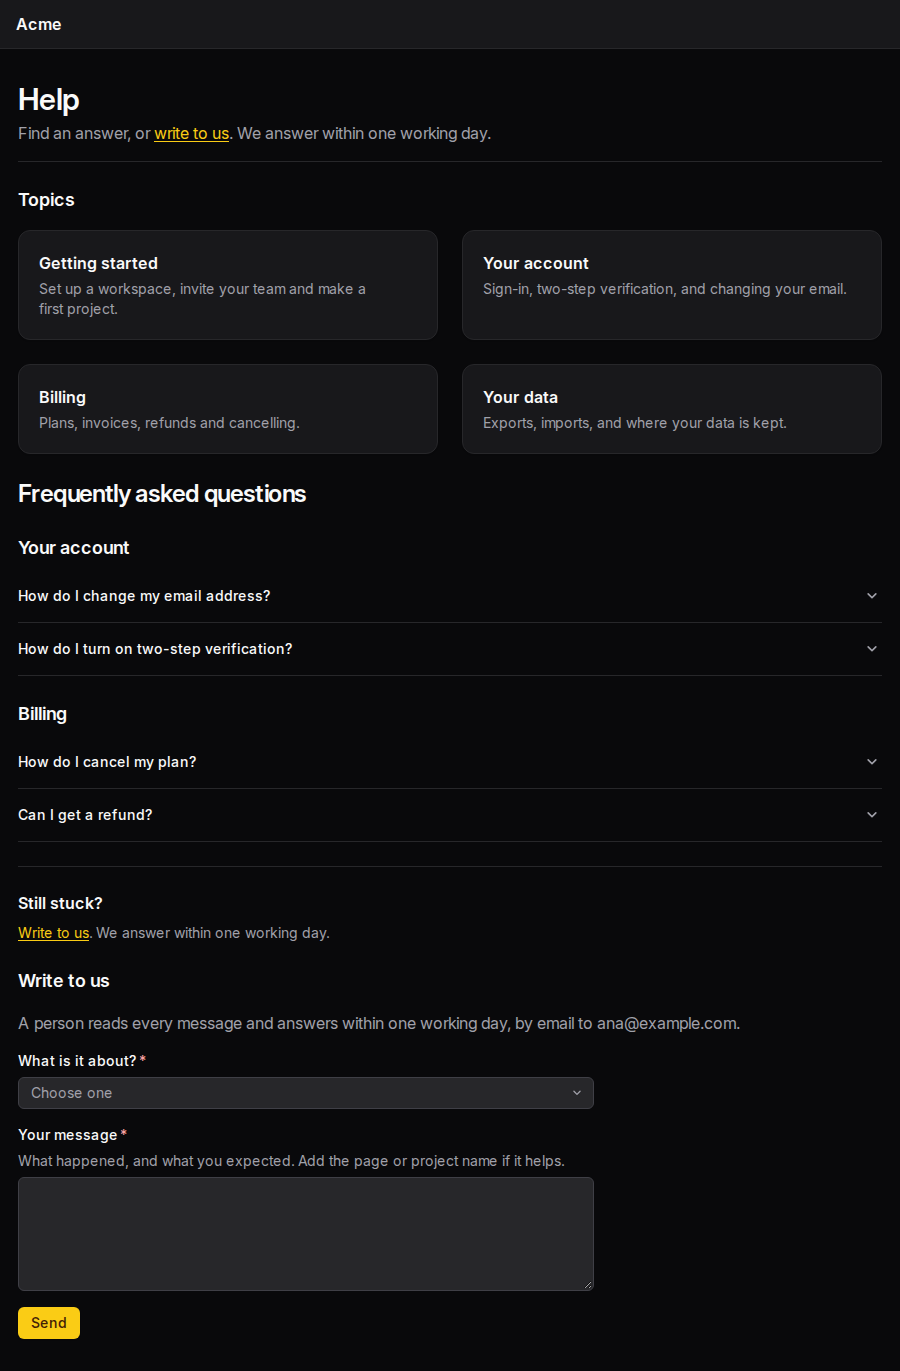 Acme
Help
Find an answer, or write to us. We answer within one working day.
Topics
Getting started
Set up a workspace, invite your team and make a
first project.
Your account
Sign-in, two-step verification, and changing your email.
Billing
Plans, invoices, refunds and cancelling.
Your data
Exports, imports, and where your data is kept.
Frequently asked questions
Your account
How do I change my email address?
How do I turn on two-step verification?
Billing
How do I cancel my plan?
Can I get a refund?
Still stuck?
Write to us. We answer within one working day.
Write to us
A person reads every message and answers within one working day, by email to ana@example.com.
What is it about? *
Choose one
Your message *
What happened, and what you expected. Add the page or project name if it helps.
Send